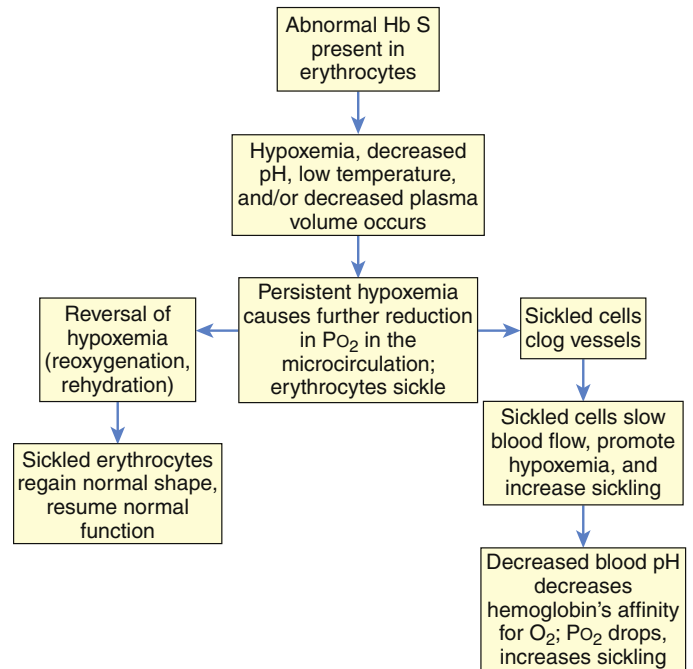 Abnormal Hb S
present in
erythrocytes
Hypoxemia, decreased
pH, low temperature,
and/or decreased plasma
volume occurs
Persistent hypoxemia
causes further reduction
in PO₂ in the
microcirculation;
erythrocytes sickle
Reversal of
hypoxemia
(reoxygenation,
rehydration)
Sickled erythrocytes
regain normal shape,
resume normal
function
Sickled cells
clog vessels
Sickled cells slow
blood flow, promote
hypoxemia, and
increase sickling
Decreased blood pH
decreases
hemoglobin's affinity
for O₂; PO₂ drops,
increases sickling